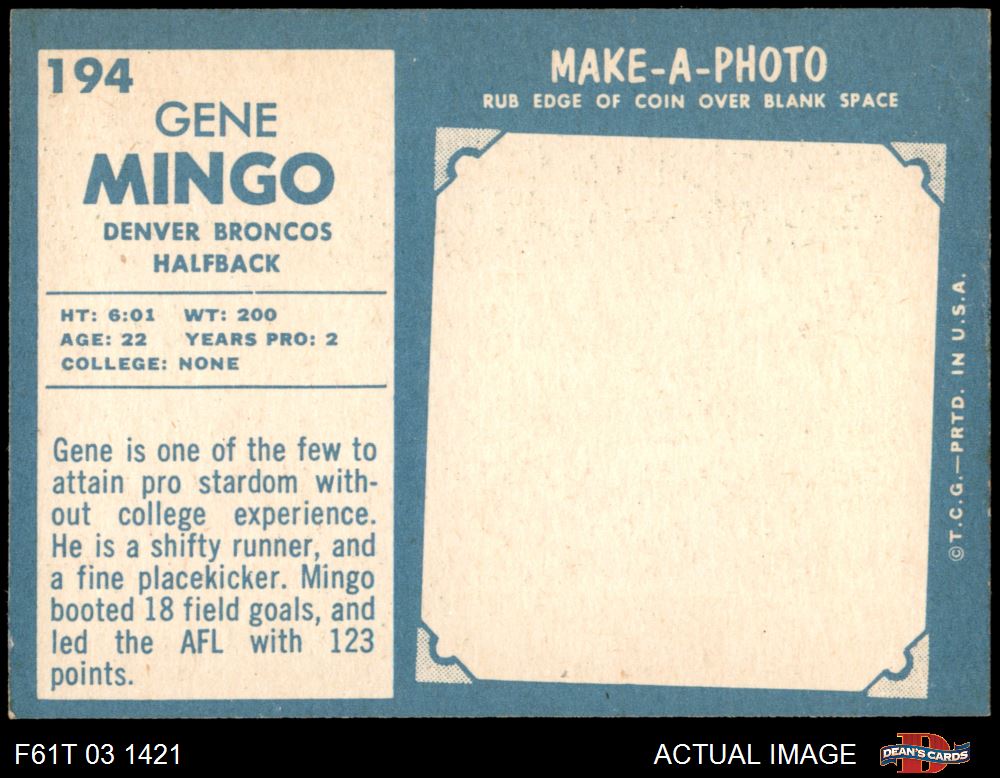 194
GENE
MINGO
DENVER BRONCOS
HALFBACK
HT: 6:01 WT: 200
AGE: 22 YEARS PRO: 2
COLLEGE: NONE
Gene is one of the few to
attain pro stardom with-
out college experience.
He is a shifty runner, and
a fine placekicker. Mingo
booted 18 field goals, and
led the AFL with 123
points.
MAKE-A-PHOTO
RUB EDGE OF COIN OVER BLANK SPACE
©T.C.G.—PRTD. IN U.S.A.
F61T 03 1421
ACTUAL IMAGE
D
DEAN'S CARDS